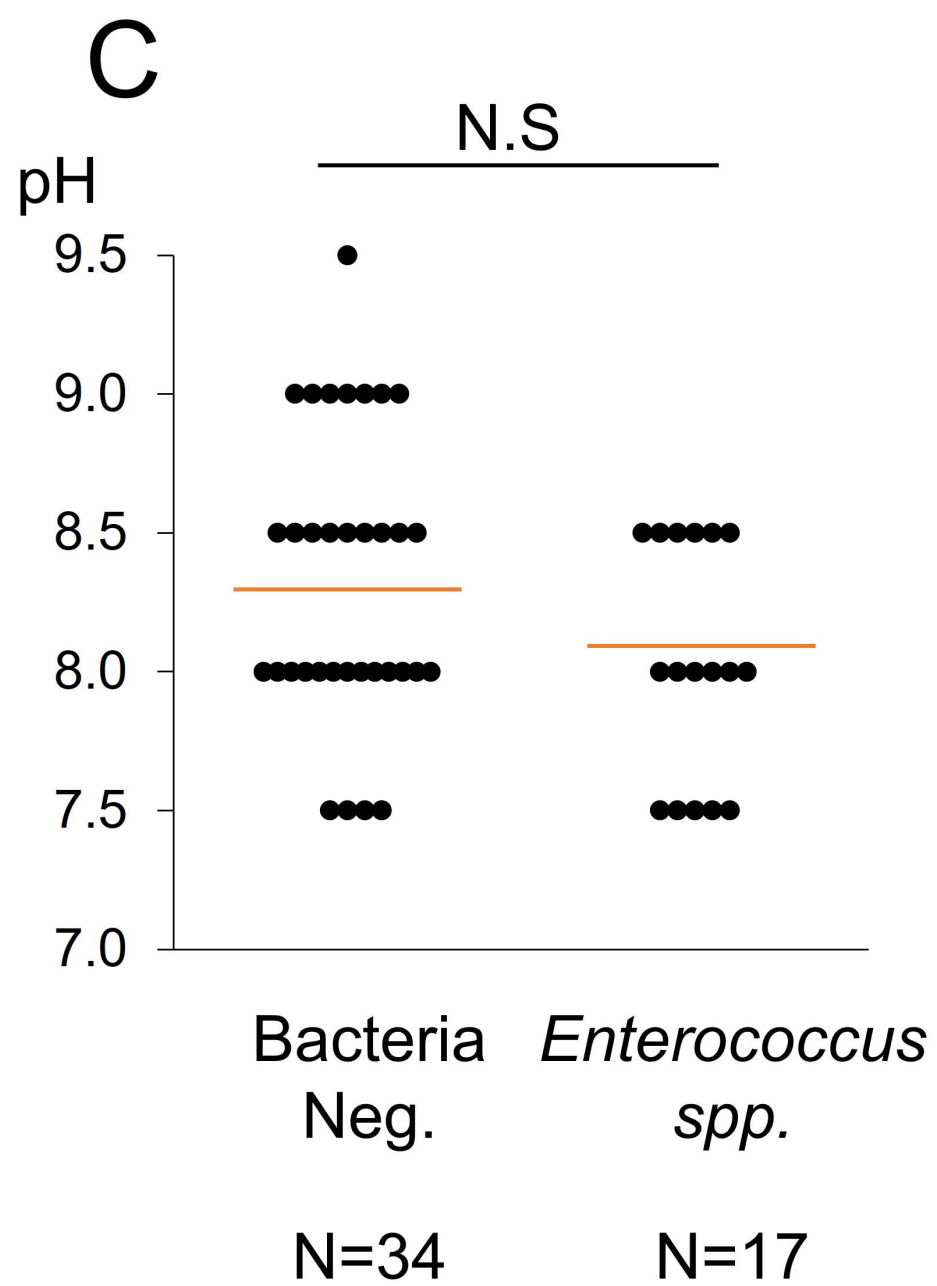 C
N.S
pH
9.5
9.0
8.5
8.0
7.5
7.0
Bacteria Neg.
Enterococcus spp.
N=34
N=17